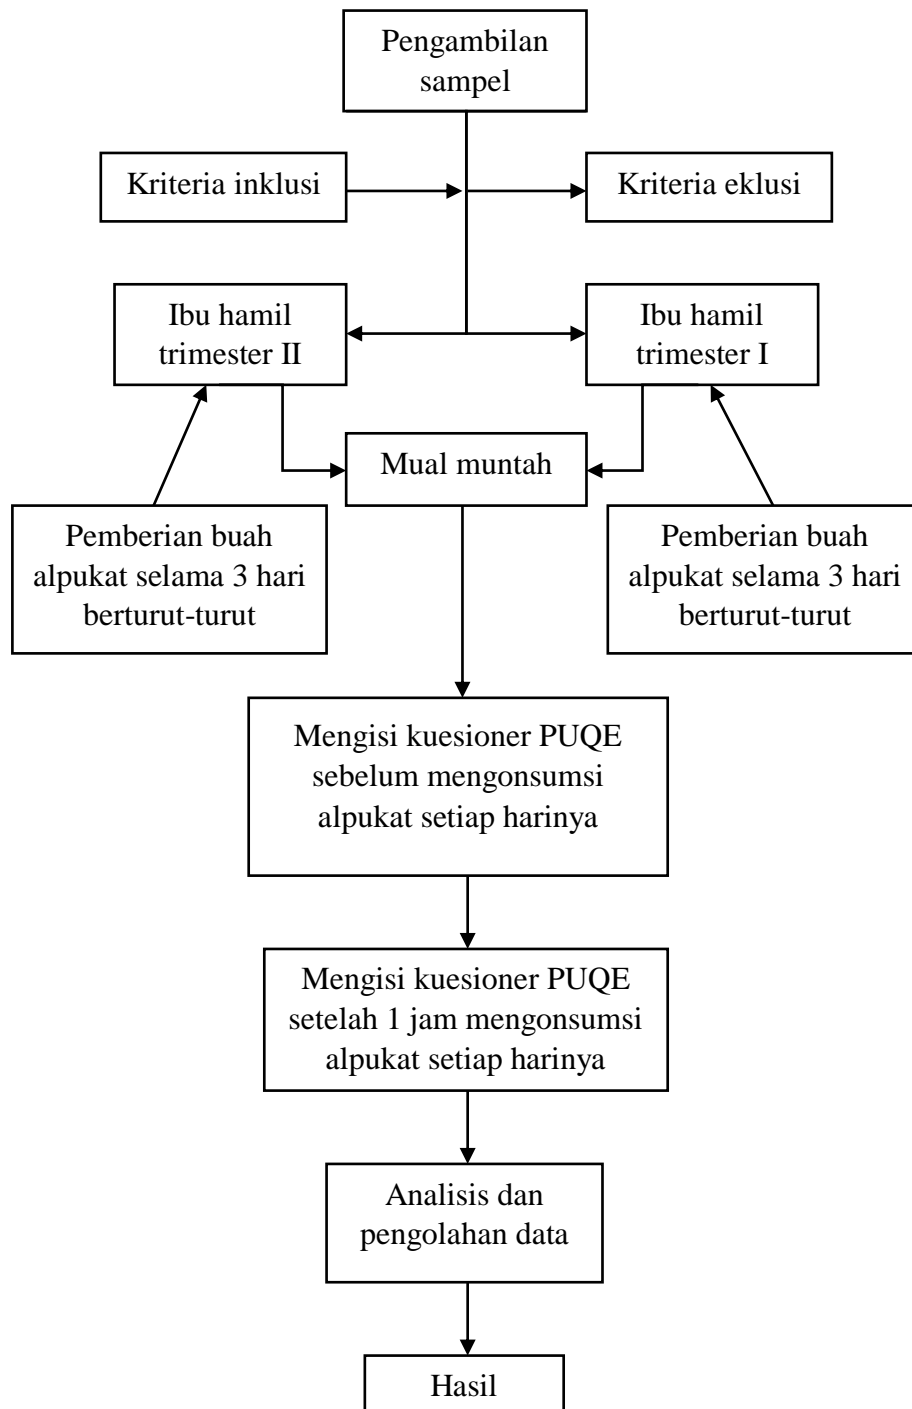 Pengambilan
sampel
Kriteria inklusi
Kriteria eklusi
Ibu hamil
trimester II
Ibu hamil
trimester I
Mual muntah
Pemberian buah
alpukat selama 3 hari
berturut-turut
Pemberian buah
alpukat selama 3 hari
berturut-turut
Mengisi kuesioner PUQE
sebelum mengonsumsi
alpukat setiap harinya
Mengisi kuesioner PUQE
setelah 1 jam mengonsumsi
alpukat setiap harinya
Analisis dan
pengolahan data
Hasil